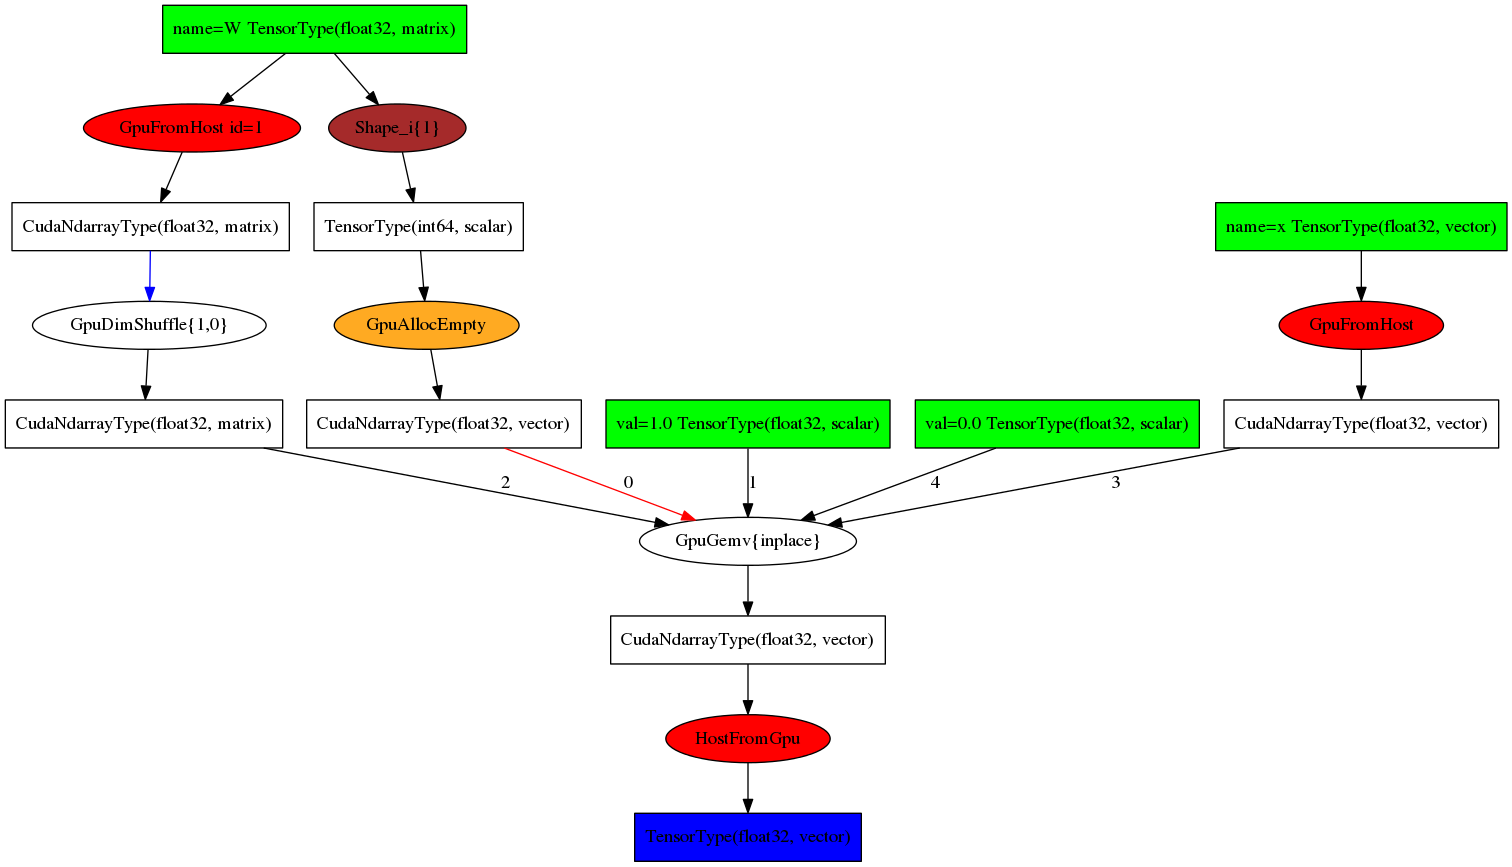 name=W TensorType(float32, matrix)
GpuFromHost id=1
Shape_i{1}
CudaNdarrayType(float32, matrix)
TensorType(int64, scalar)
name=x TensorType(float32, vector)
GpuDimShuffle{1,0}
GpuAllocEmpty
GpuFromHost
CudaNdarrayType(float32, matrix)
CudaNdarrayType(float32, vector)
val=1.0 TensorType(float32, scalar)
val=0.0 TensorType(float32, scalar)
CudaNdarrayType(float32, vector)
2
0
1
4
3
GpuGemv{inplace}
CudaNdarrayType(float32, vector)
HostFromGpu
TensorType(float32, vector)